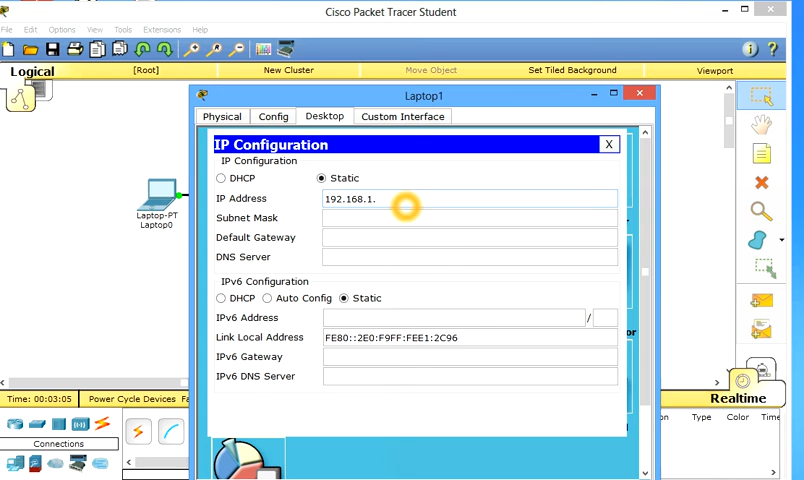 Cisco Packet Tracer Student
File Edit Options View Tools Extensions Help
Logical [Root] New Cluster Move Object Set Tiled Background Viewport
Laptop1
Physical Config Desktop Custom Interface
IP Configuration X
IP Configuration
DHCP Static
IP Address 192.168.1.
Subnet Mask
Default Gateway
DNS Server
IPv6 Configuration
DHCP Auto Config Static
IPv6 Address /
Link Local Address FE80::2E0:F9FF:FEE1:2C96
IPv6 Gateway
IPv6 DNS Server
Laptop-PT
Laptop0
or
Time: 00:03:05 Power Cycle Devices Fa
Realtime
Connections
on Type Color Time